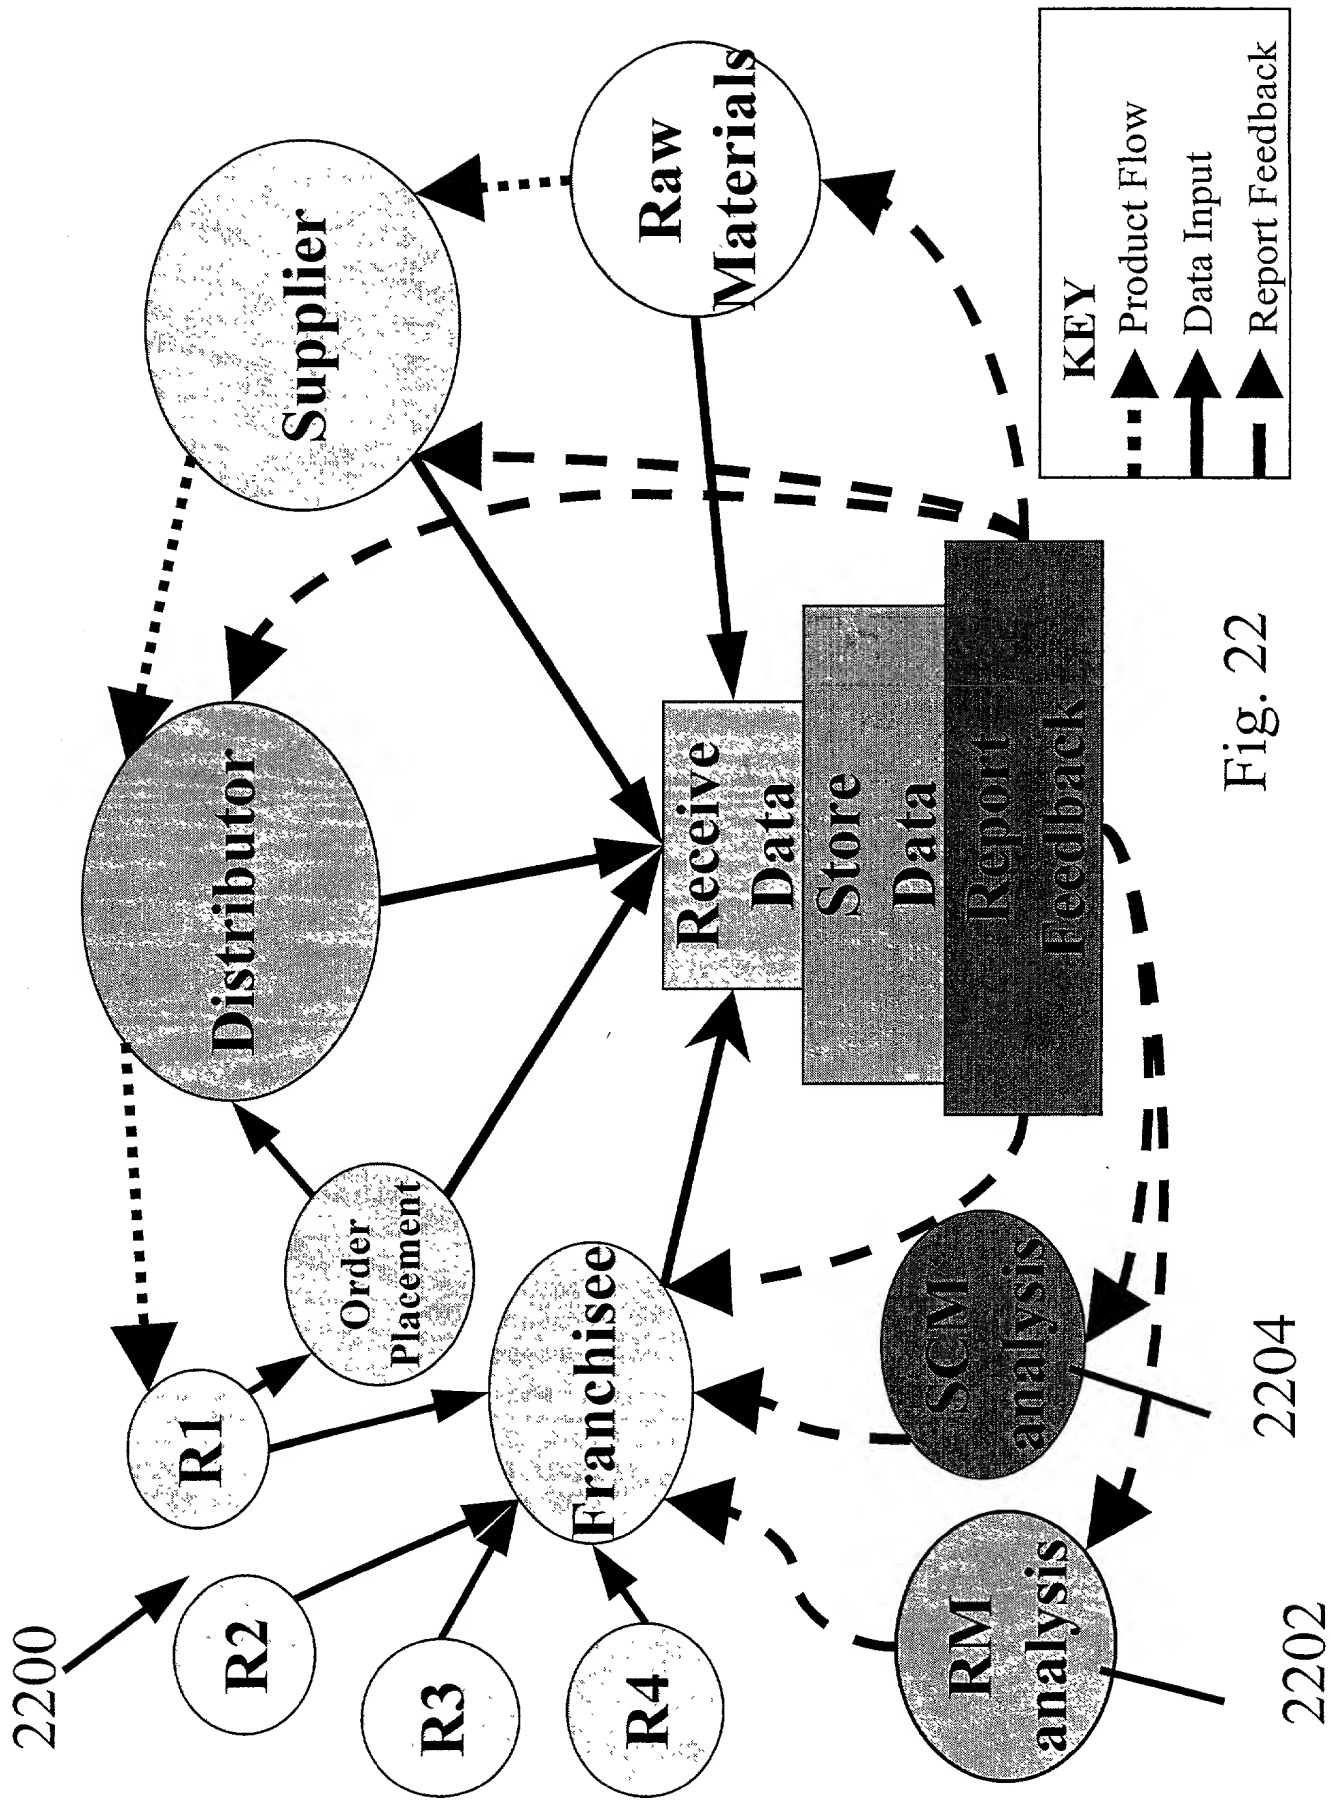 2200
R1
R2
R3
R4
Order
Placement
Franchisee
Distributor
Supplier
Raw
Materials
Receive
Data
Store
Data
Report
Feedback
RM
analysis
SCM
analysis
2202
2204
Fig. 22
KEY
Product Flow
Data Input
Report Feedback